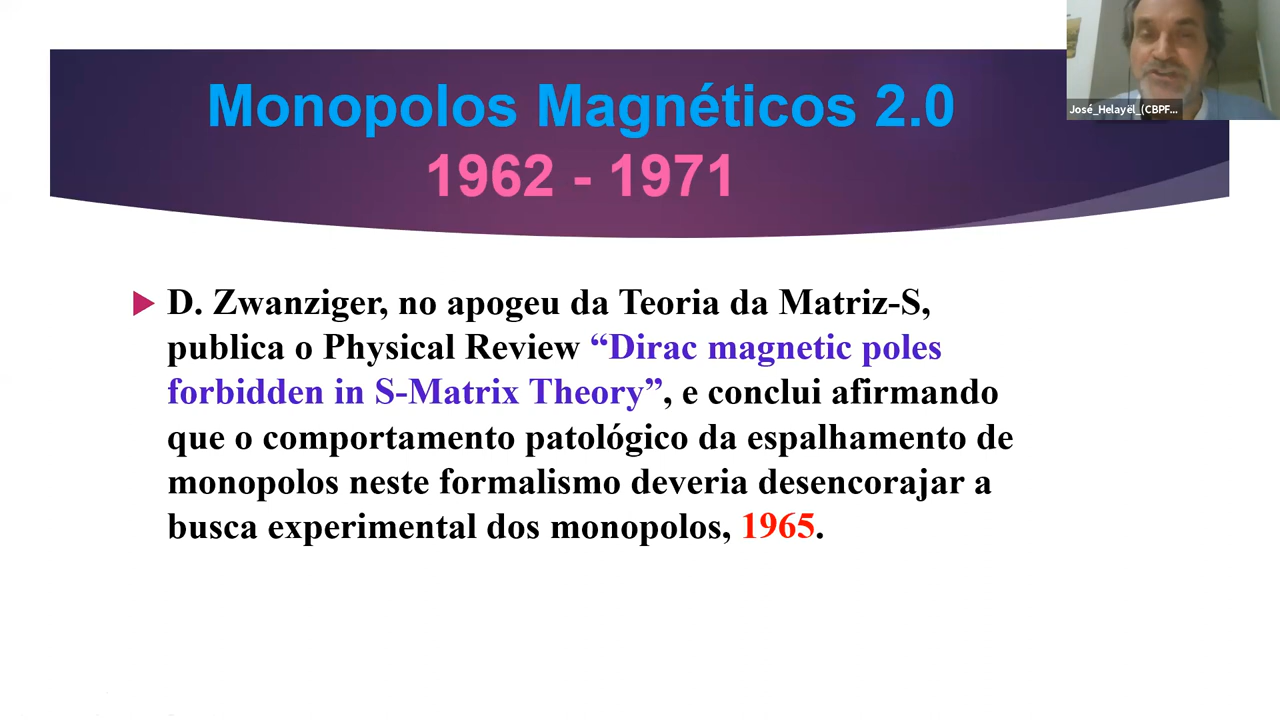 Monopolos Magnéticos 2.0
1962 - 1971
José_Helayël_(CBPF...
D. Zwanziger, no apogeu da Teoria da Matriz-S,
publica o Physical Review “Dirac magnetic poles
forbidden in S-Matrix Theory”, e conclui afirmando
que o comportamento patológico da espalhamento de
monopolos neste formalismo deveria desencorajar a
busca experimental dos monopolos, 1965.